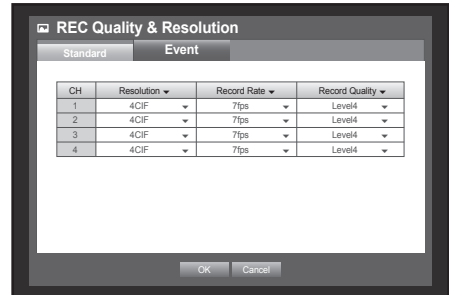 REC Quality & Resolution
Standard Event
CH Resolution Record Rate Record Quality
1 4CIF 7fps Level4
2 4CIF 7fps Level4
3 4CIF 7fps Level4
4 4CIF 7fps Level4
OK Cancel